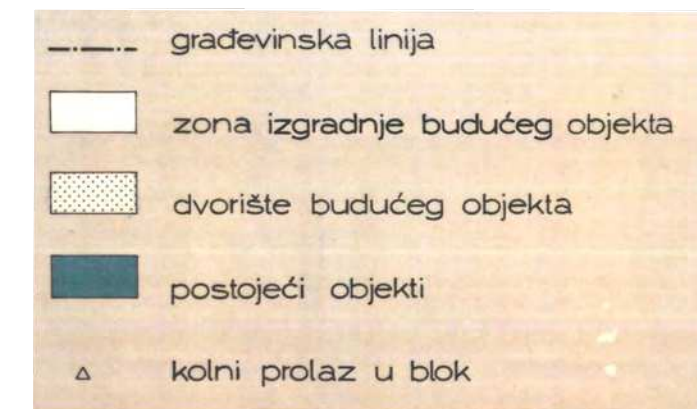 građevinska linija
zona izgradnje budućeg objekta
dvorište budućeg objekta
postojeći objekti
kolni prolaz u blok